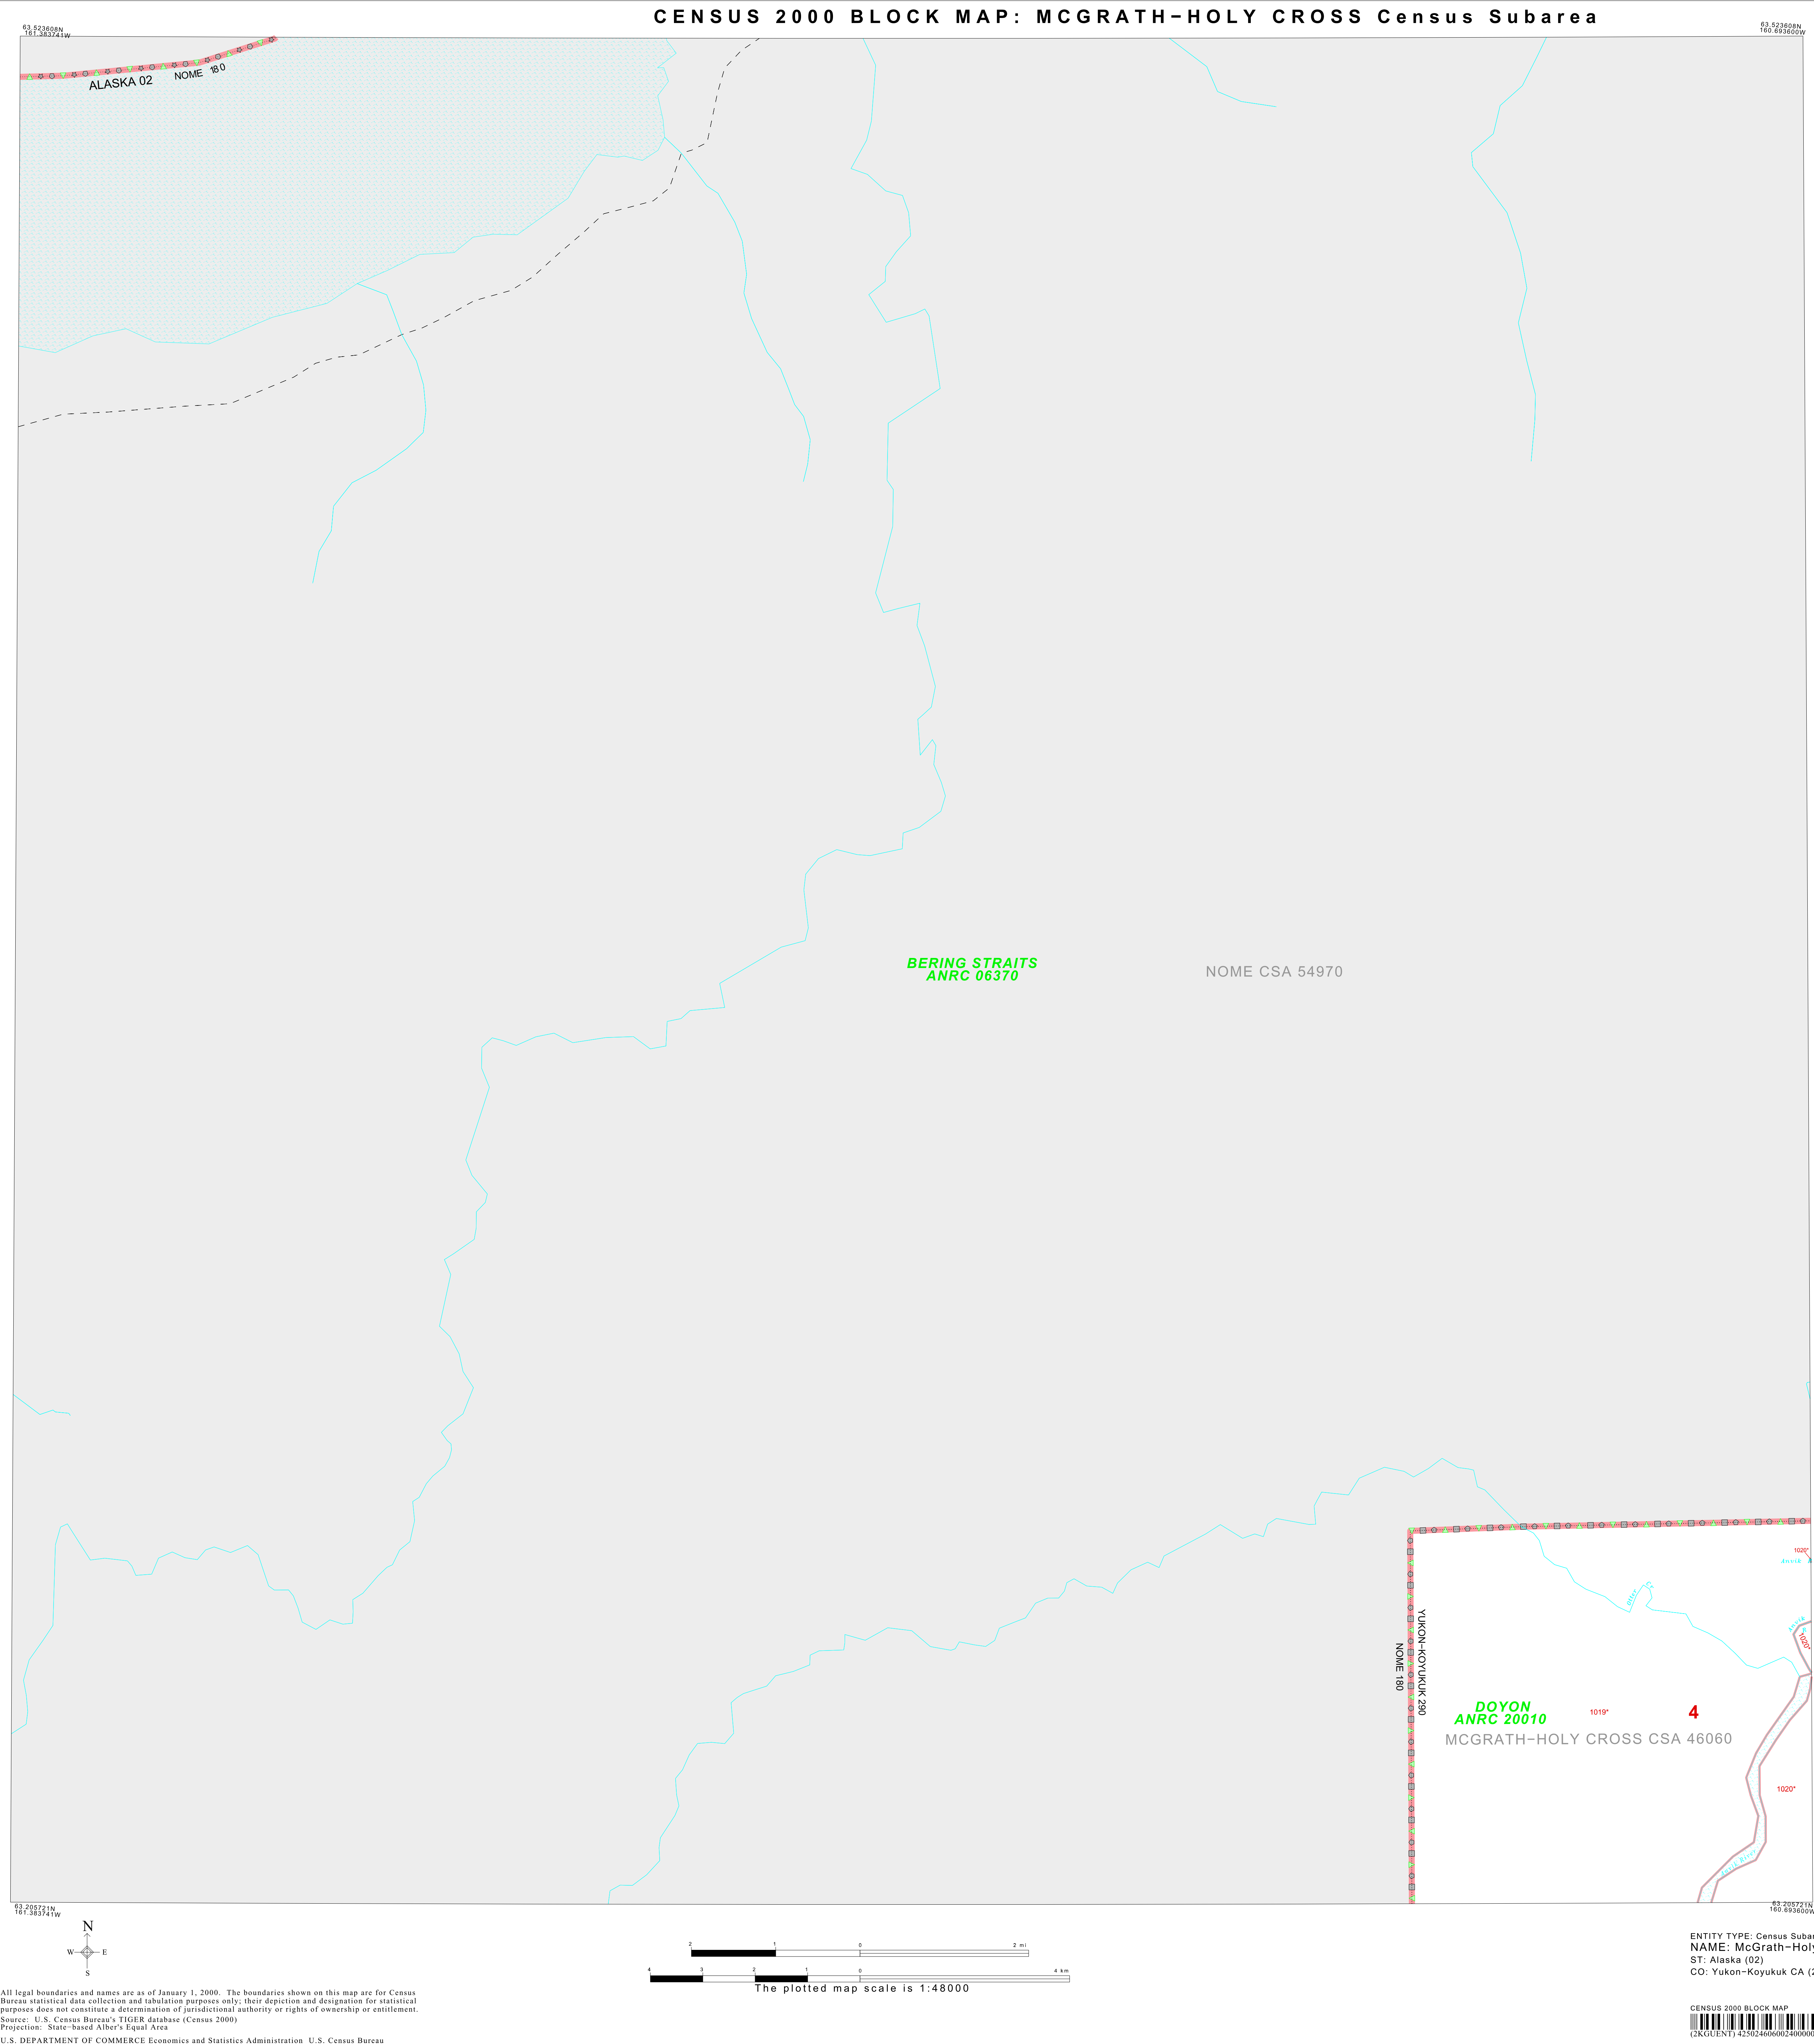 CENSUS 2000 BLOCK MAP: MCGRATH−HOLY CROSS Census Subarea
63.523608N
161.383741W
63.523608N
160.693600W
ALASKA 02
NOME 180
BERING STRAITS
ANRC 06370
NOME CSA 54970
1020*
Anvik
1020*
YUKON−KOYUKUK 290
NOME 180
DOYON
ANRC 20010
1019*
4
MCGRATH−HOLY CROSS CSA 46060
1020*
Anvik River
63.205721N
161.383741W
63.205721N
160.693600W
N
W
E
S
2
1
0
2 mi
4
3
2
1
0
4 km
The plotted map scale is 1:48000
All legal boundaries and names are as of January 1, 2000. The boundaries shown on this map are for Census
Bureau statistical data collection and tabulation purposes only; their depiction and designation for statistical
purposes does not constitute a determination of jurisdictional authority or rights of ownership or entitlement.
Source: U.S. Census Bureau's TIGER database (Census 2000)
Projection: State−based Alber's Equal Area
U.S. DEPARTMENT OF COMMERCE Economics and Statistics Administration U.S. Census Bureau
ENTITY TYPE: Census Subar
NAME: McGrath−Holy
ST: Alaska (02)
CO: Yukon−Koyukuk CA (2
CENSUS 2000 BLOCK MAP